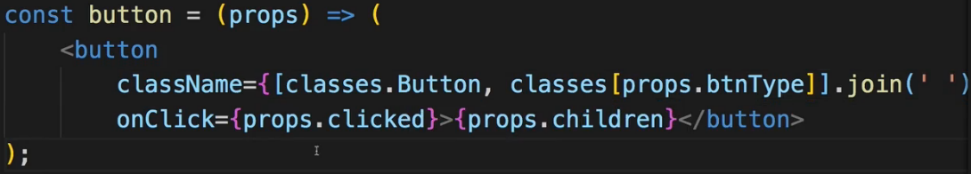 const button = (props) => (
<button
className={[classes.Button, classes[props.btnType]].join(' ')
onClick={props.clicked}>{props.children}</button>
);